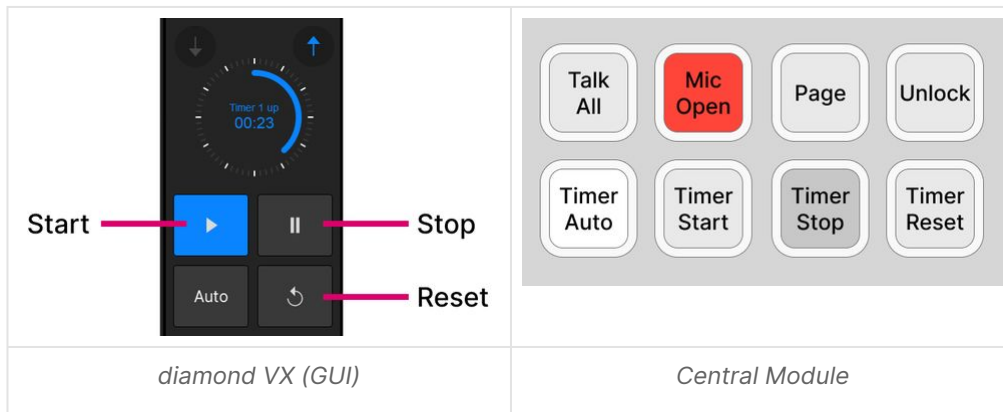 Timer 1 up
00:23
Start
Stop
Auto
Reset
diamond VX (GUI)
Talk
All
Mic
Open
Page
Unlock
Timer
Auto
Timer
Start
Timer
Stop
Timer
Reset
Central Module